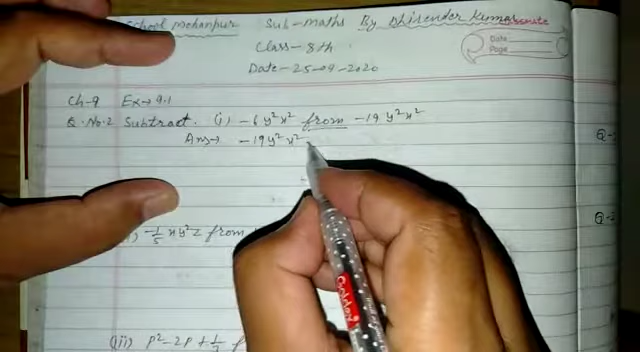 School mohanpur Sub-maths By Dhirender Kumar
classmate
Class-8th
Date
Page
Date-25-09-2020
Ch-9 Ex→9.1
Q.No.2 Subtract. (i) -6y²x² from -19y²x²
Ans→ -19y²x²
Q-
-1/5 xy²z from
Q-
(iii) p²-2p+1/3 f